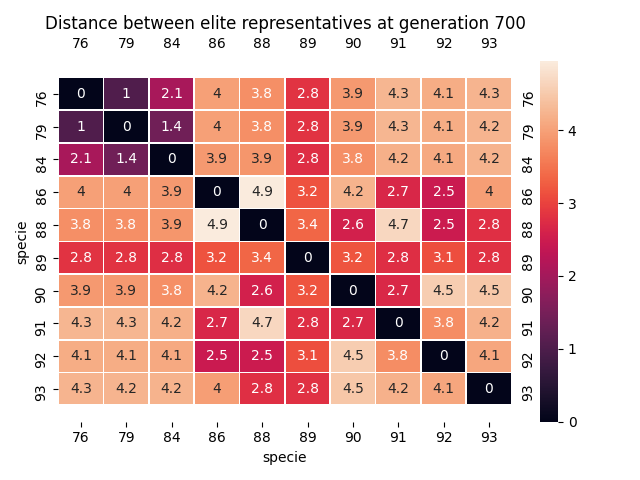 Distance between elite representatives at generation 700
76 79 84 86 88 89 90 91 92 93
76 0 1 2.1 4 3.8 2.8 3.9 4.3 4.1 4.3 76
79 1 0 1.4 4 3.8 2.8 3.9 4.3 4.1 4.2 79
84 2.1 1.4 0 3.9 3.9 2.8 3.8 4.2 4.1 4.2 84
86 4 4 3.9 0 4.9 3.2 4.2 2.7 2.5 4 86
88 3.8 3.8 3.9 4.9 0 3.4 2.6 4.7 2.5 2.8 88
89 2.8 2.8 2.8 3.2 3.4 0 3.2 2.8 3.1 2.8 89
90 3.9 3.9 3.8 4.2 2.6 3.2 0 2.7 4.5 4.5 90
91 4.3 4.3 4.2 2.7 4.7 2.8 2.7 0 3.8 4.2 91
92 4.1 4.1 4.1 2.5 2.5 3.1 4.5 3.8 0 4.1 92
93 4.3 4.2 4.2 4 2.8 2.8 4.5 4.2 4.1 0 93
76 79 84 86 88 89 90 91 92 93
specie
specie
4
3
2
1
0